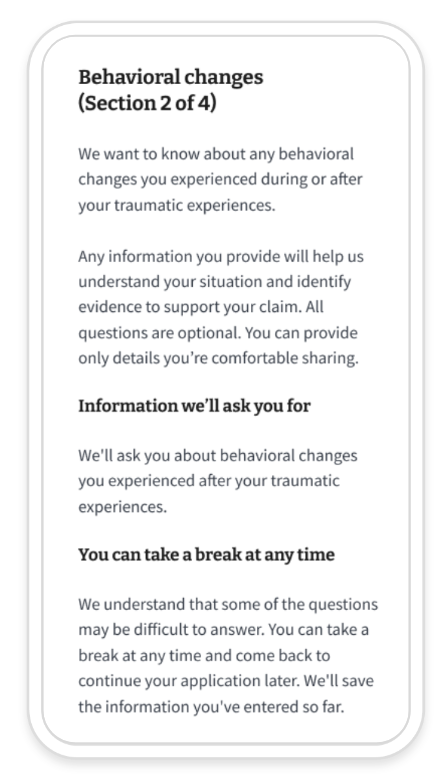 Behavioral changes
(Section 2 of 4)
We want to know about any behavioral
changes you experienced during or after
your traumatic experiences.
Any information you provide will help us
understand your situation and identify
evidence to support your claim. All
questions are optional. You can provide
only details you’re comfortable sharing.
Information we’ll ask you for
We'll ask you about behavioral changes
you experienced after your traumatic
experiences.
You can take a break at any time
We understand that some of the questions
may be difficult to answer. You can take a
break at any time and come back to
continue your application later. We'll save
the information you've entered so far.